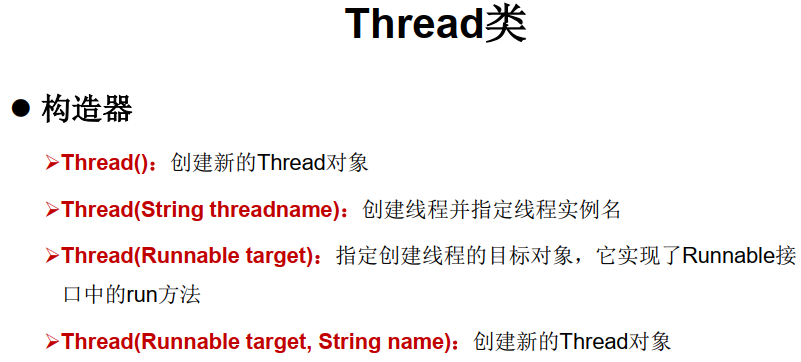 Thread类
● 构造器
➢Thread()：创建新的Thread对象
➢Thread(String threadname)：创建线程并指定线程实例名
➢Thread(Runnable target)：指定创建线程的目标对象，它实现了Runnable接
口中的run方法
➢Thread(Runnable target, String name)：创建新的Thread对象